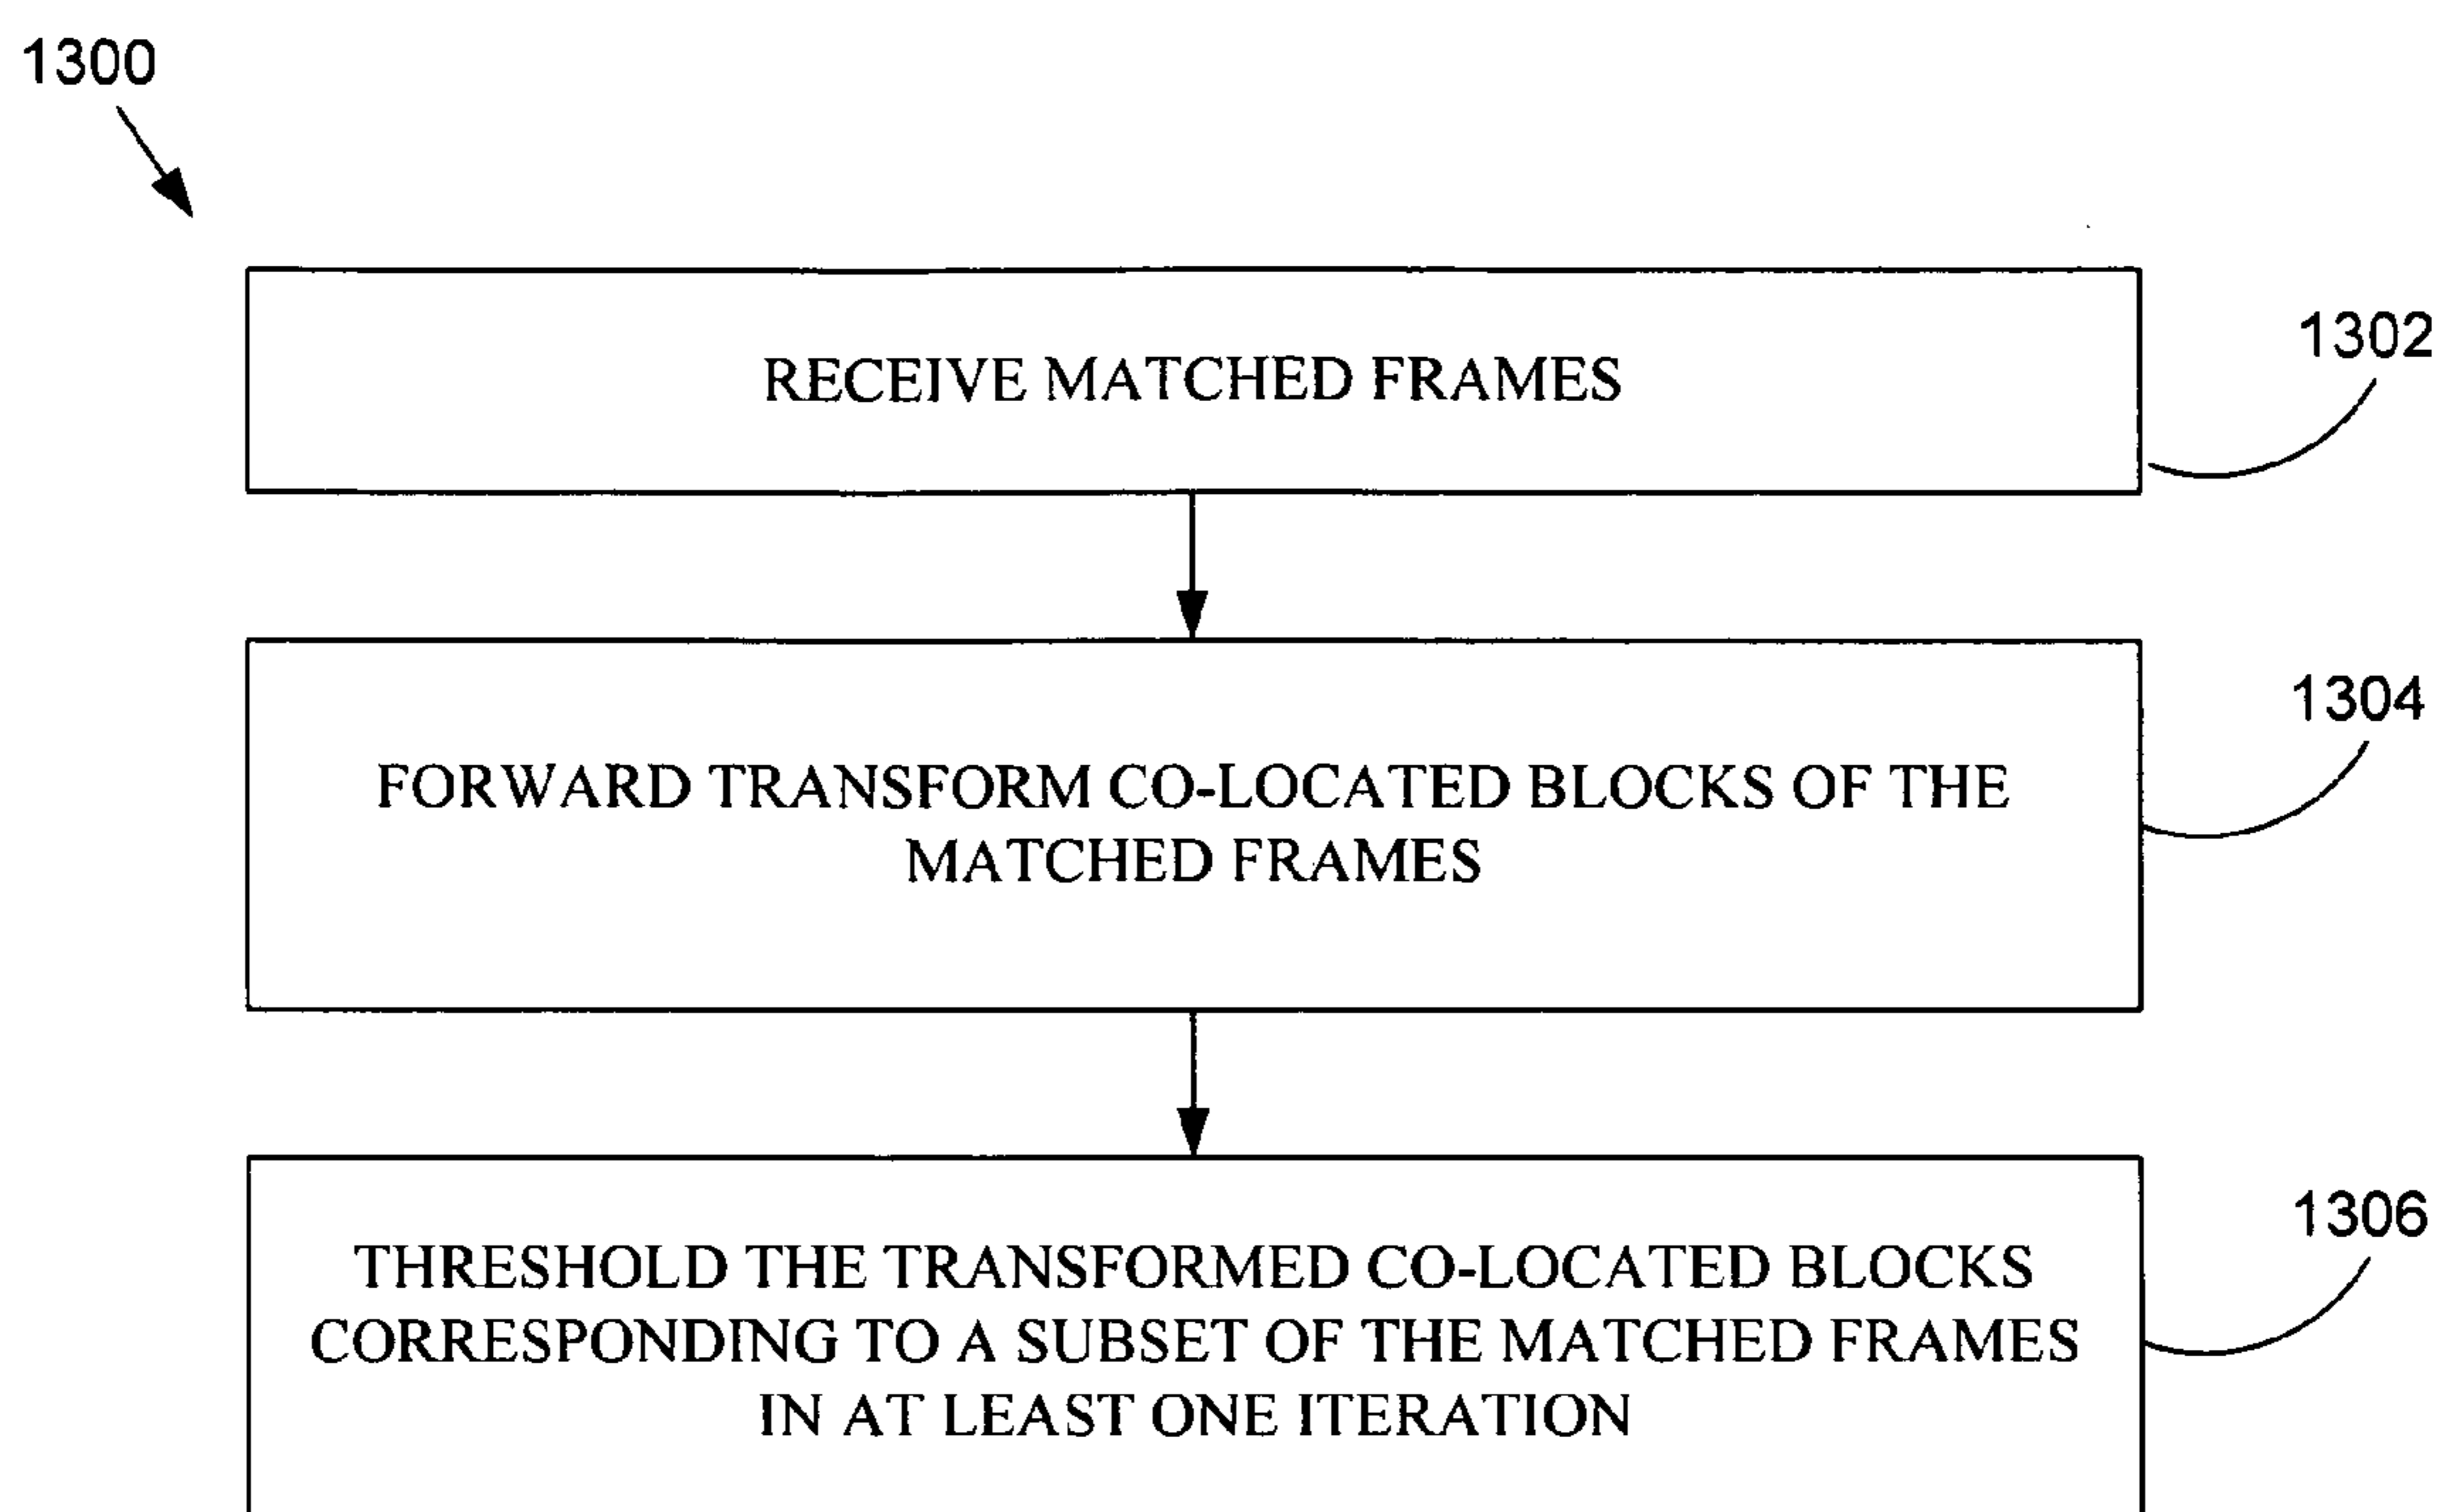 1300
1302
RECEIVE MATCHED FRAMES
1304
FORWARD TRANSFORM CO-LOCATED BLOCKS OF THE
MATCHED FRAMES
1306
THRESHOLD THE TRANSFORMED CO-LOCATED BLOCKS
CORRESPONDING TO A SUBSET OF THE MATCHED FRAMES
IN AT LEAST ONE ITERATION